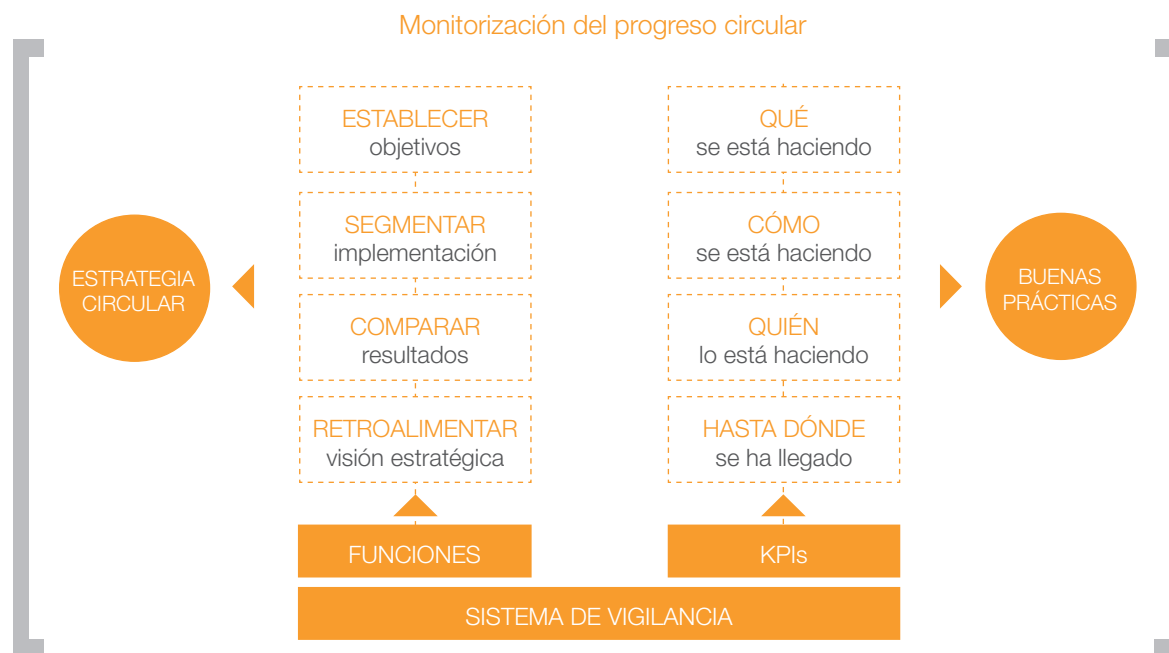 Monitorización del progreso circular
ESTRATEGIA
CIRCULAR
ESTABLECER
objetivos
SEGMENTAR
implementación
COMPARAR
resultados
RETROALIMENTAR
visión estratégica
FUNCIONES
QUÉ
se está haciendo
CÓMO
se está haciendo
QUIÉN
lo está haciendo
HASTA DÓNDE
se ha llegado
KPIs
BUENAS
PRÁCTICAS
SISTEMA DE VIGILANCIA